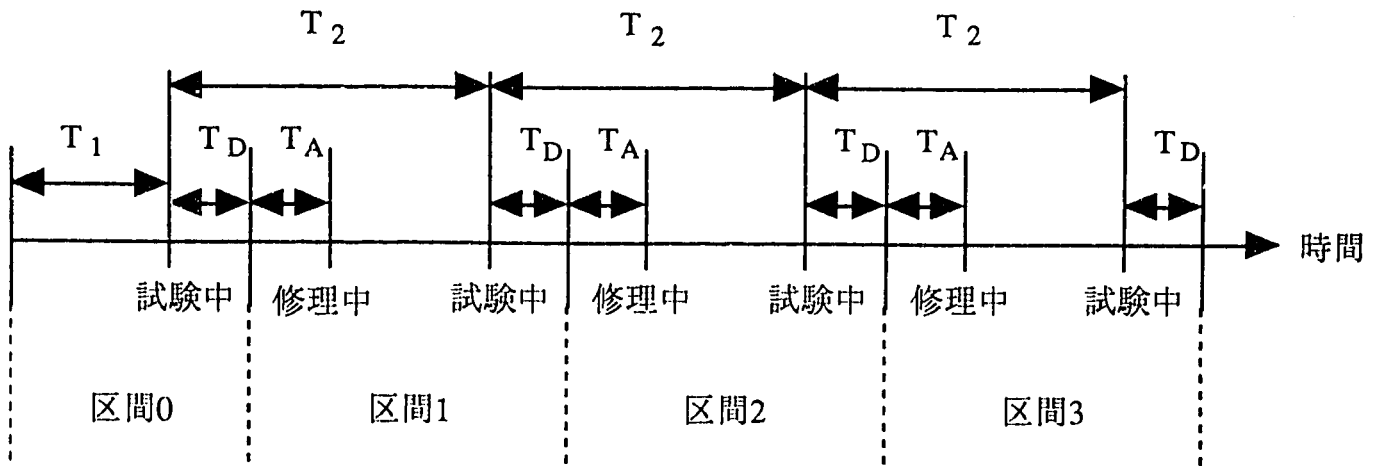 T2 T2 T2
T1 TD TA TD TA TD TA TD
時間
試験中 修理中 試験中 修理中 試験中 修理中 試験中
区間0 区間1 区間2 区間3